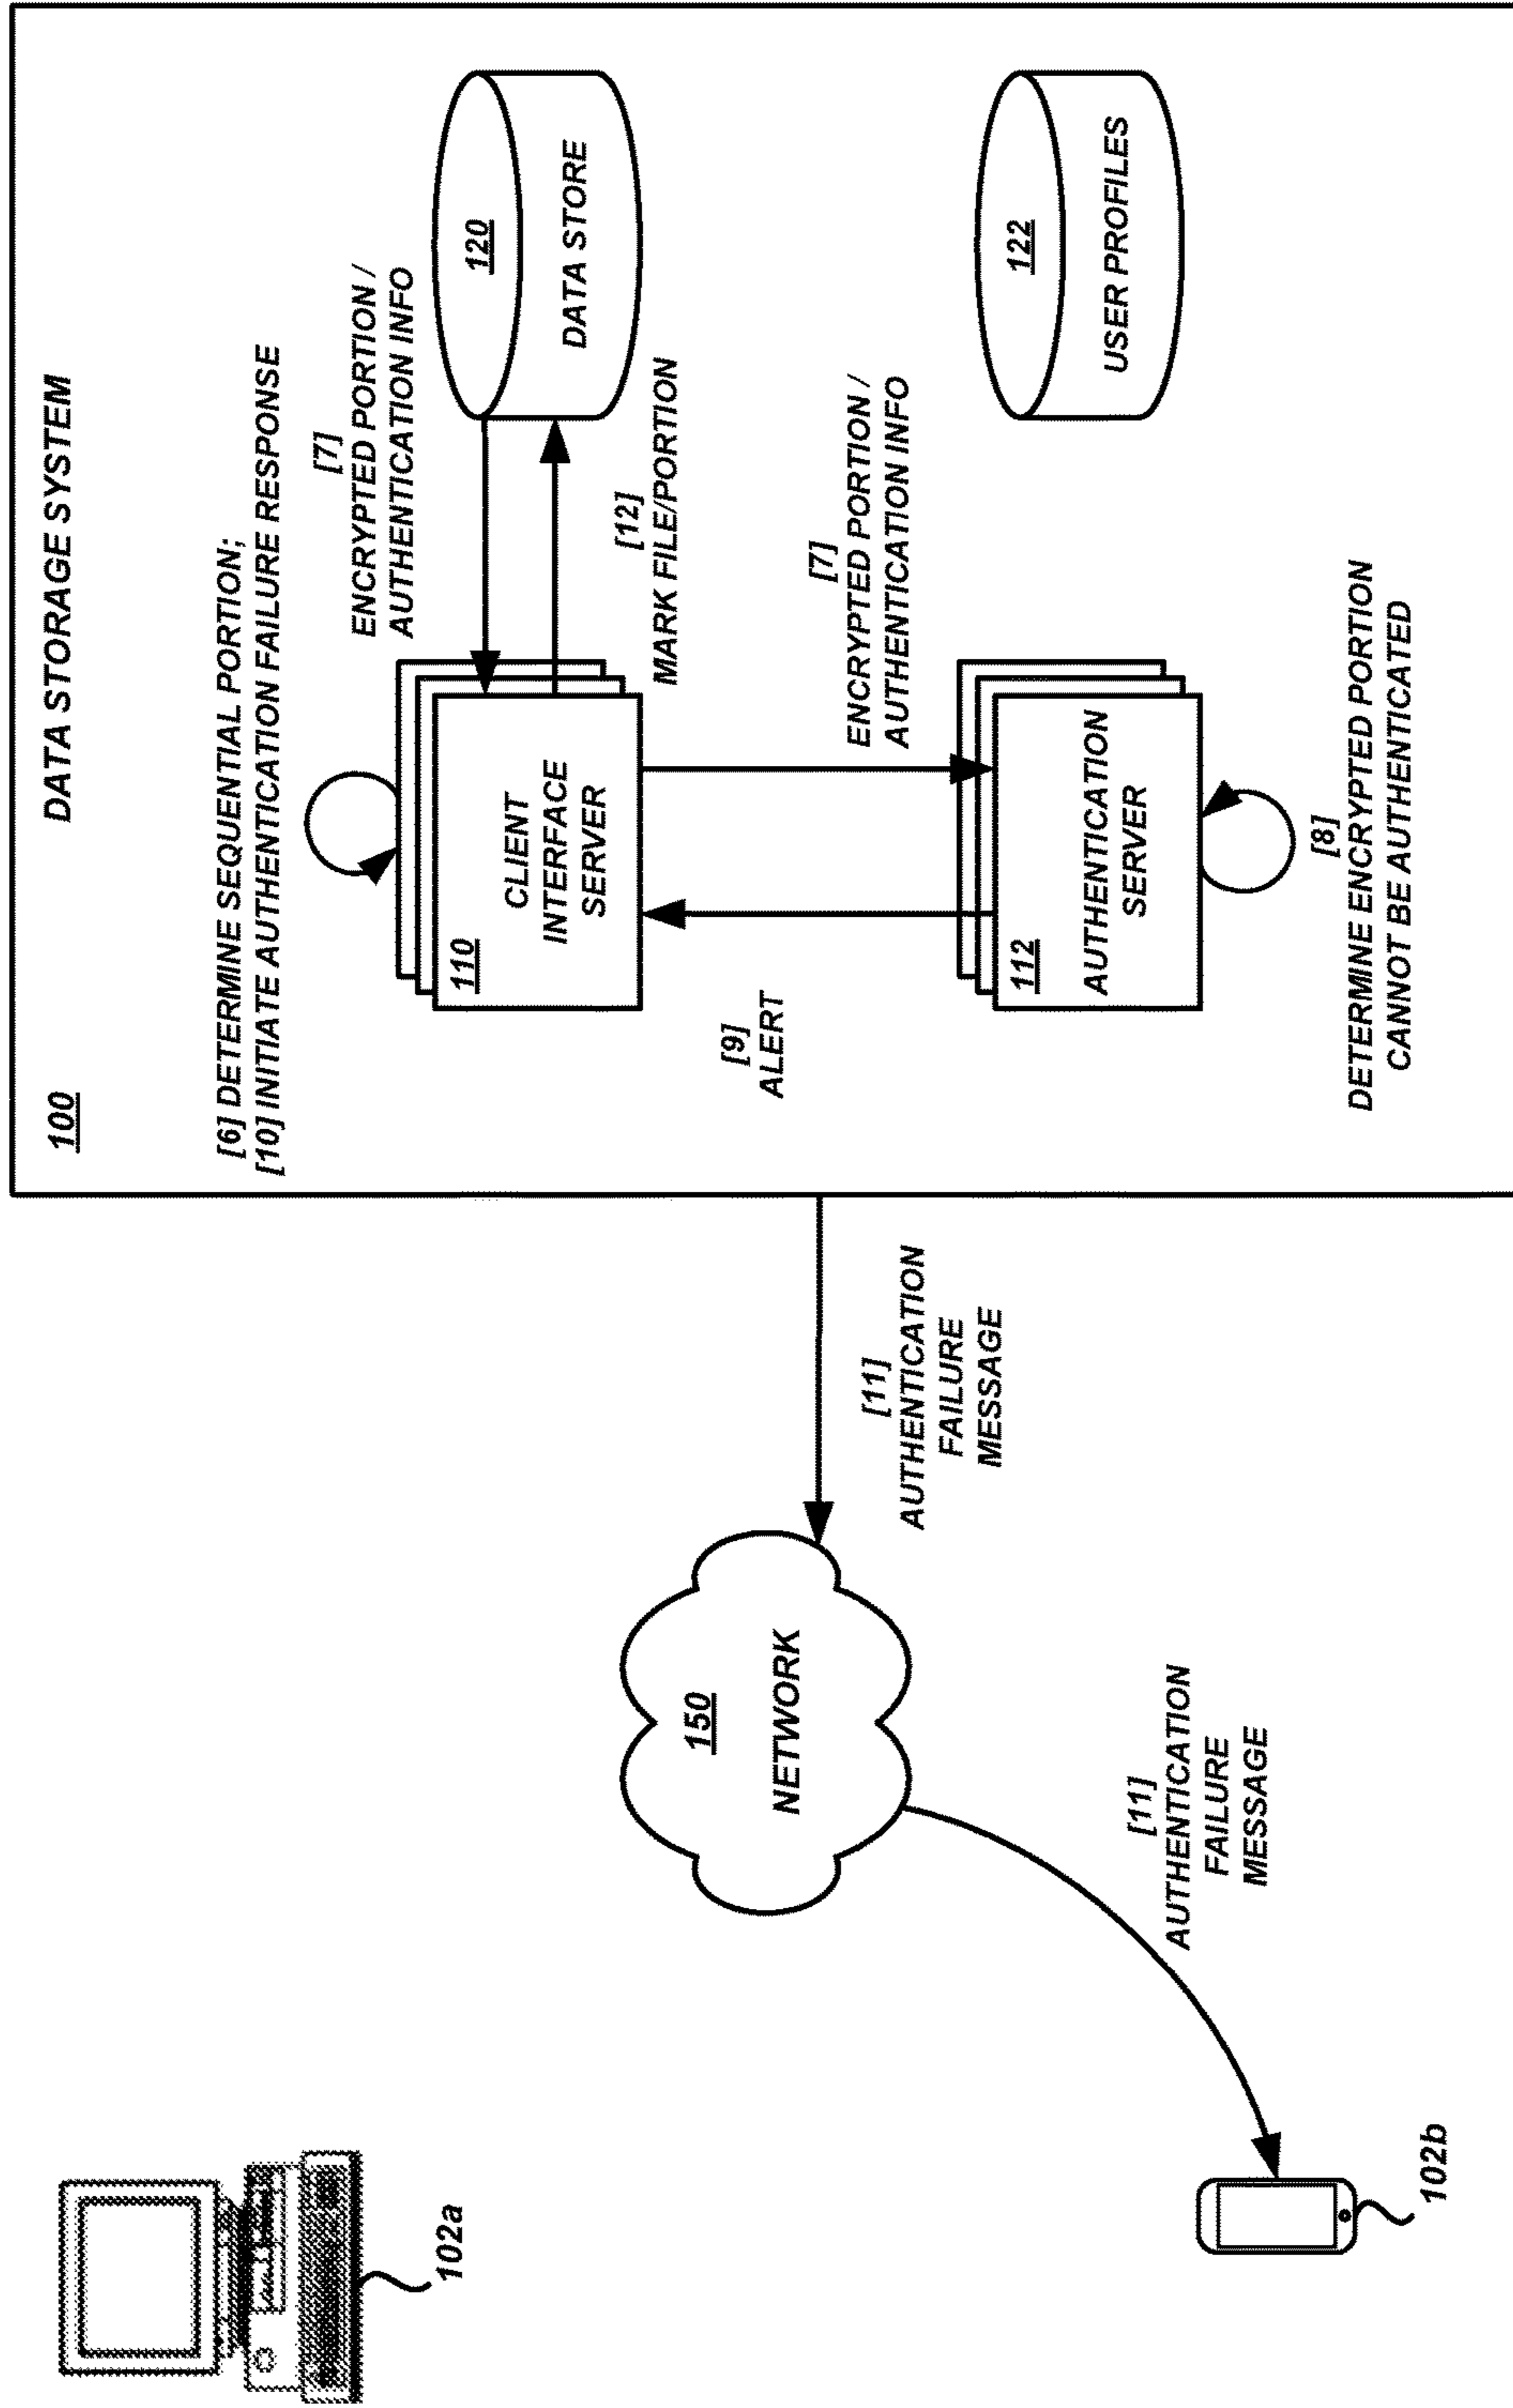 DATA STORAGE SYSTEM
100
[6] DETERMINE SEQUENTIAL PORTION;
[10] INITIATE AUTHENTICATION FAILURE RESPONSE
[7]
ENCRYPTED PORTION /
AUTHENTICATION INFO
120
DATA STORE
110
CLIENT
INTERFACE
SERVER
[12]
MARK FILE/PORTION
[9]
ALERT
[7]
ENCRYPTED PORTION /
AUTHENTICATION INFO
112
AUTHENTICATION
SERVER
122
USER PROFILES
[8]
DETERMINE ENCRYPTED PORTION
CANNOT BE AUTHENTICATED
[11]
AUTHENTICATION
FAILURE
MESSAGE
150
NETWORK
[11]
AUTHENTICATION
FAILURE
MESSAGE
102a
102b